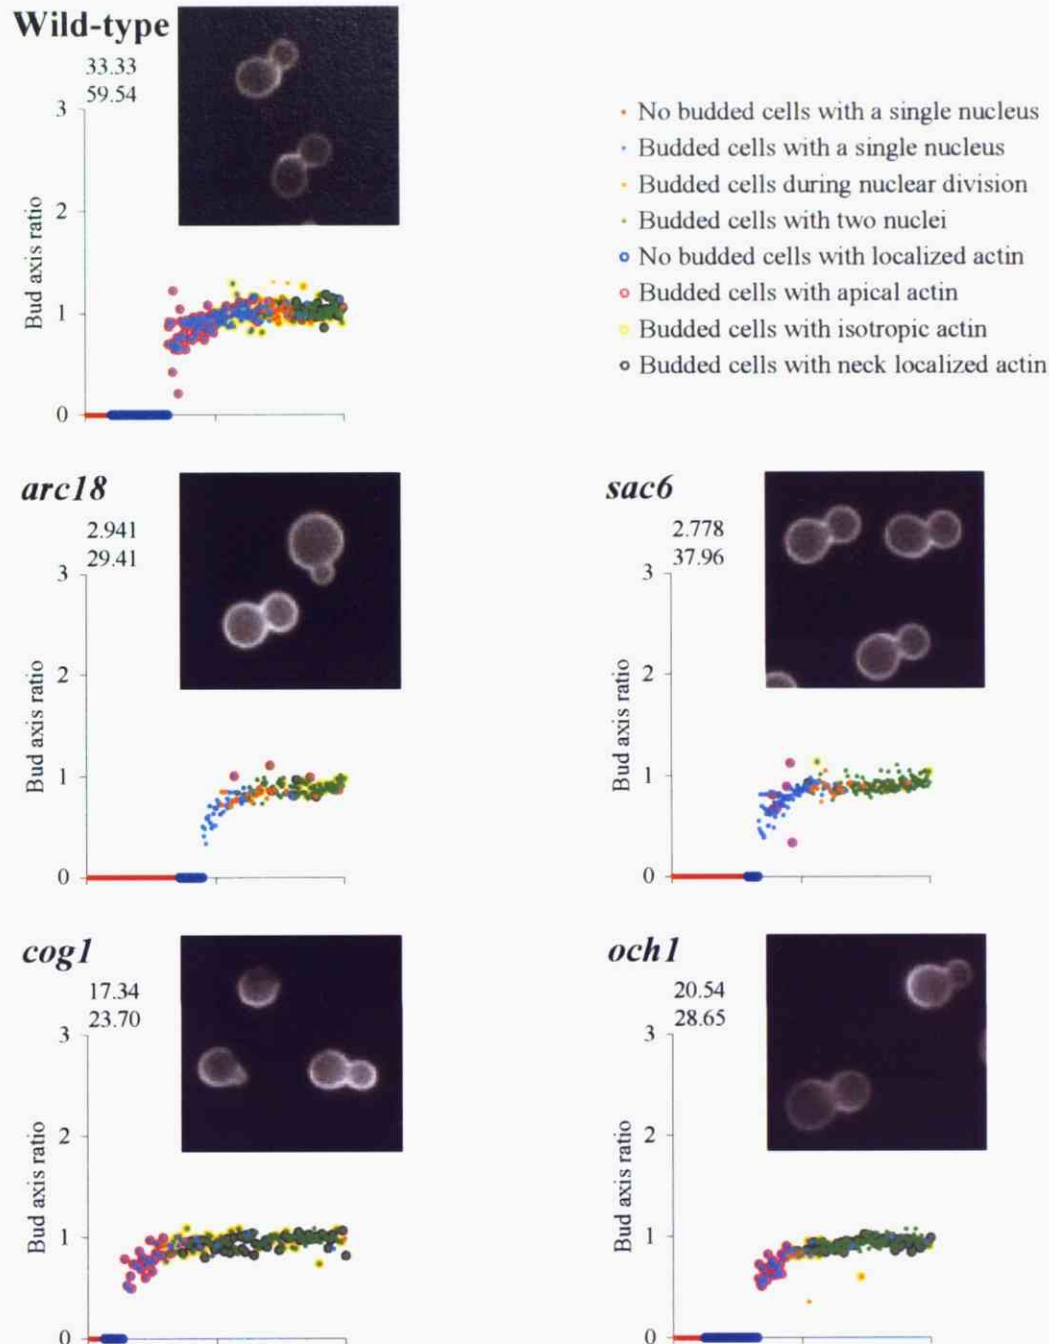 Wild-type
33.33
59.54
3
2
1
0
Bud axis ratio
No budded cells with a single nucleus
Budded cells with a single nucleus
Budded cells during nuclear division
Budded cells with two nuclei
No budded cells with localized actin
Budded cells with apical actin
Budded cells with isotropic actin
Budded cells with neck localized actin
arc18
2.941
29.41
3
2
1
0
Bud axis ratio
sac6
2.778
37.96
3
2
1
0
Bud axis ratio
cog1
17.34
23.70
3
2
1
0
Bud axis ratio
och1
20.54
28.65
3
2
1
0
Bud axis ratio